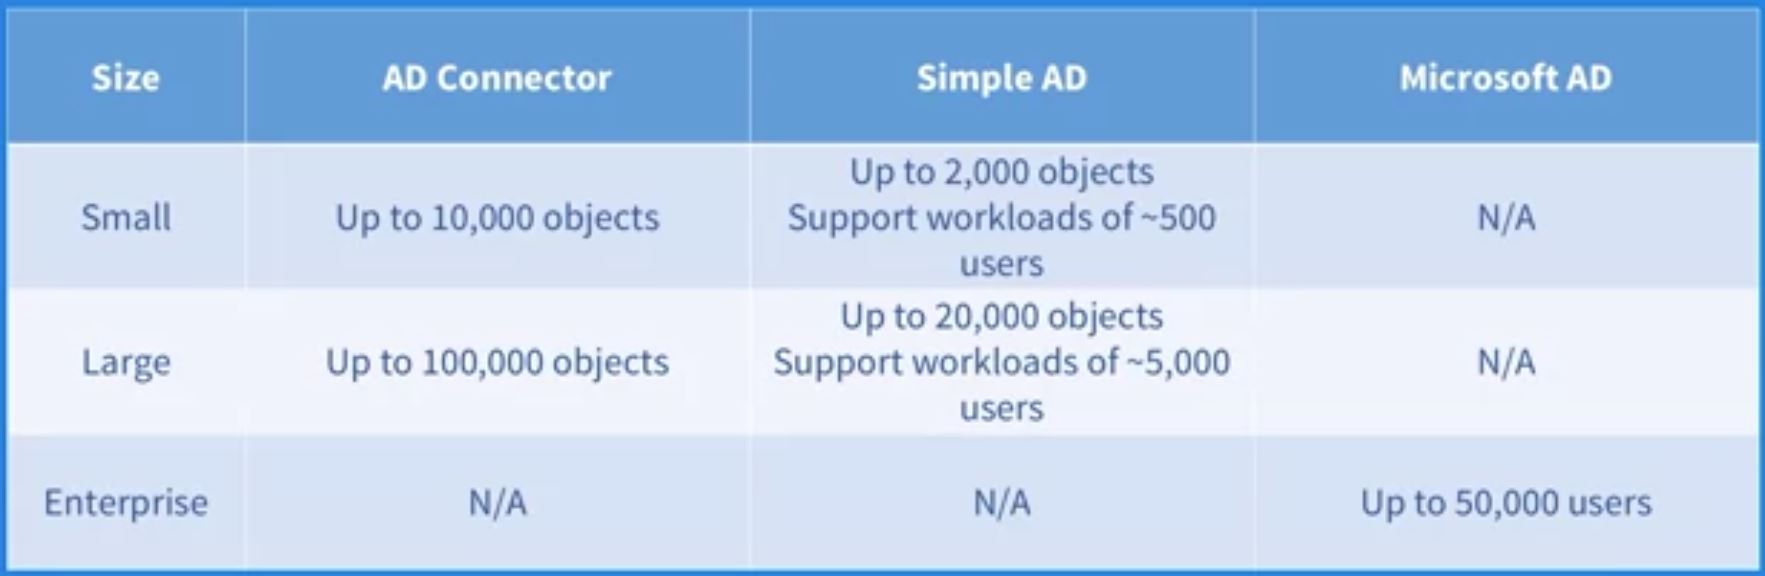 Size
AD Connector
Simple AD
Microsoft AD
Small
Up to 10,000 objects
Up to 2,000 objects
Support workloads of ~500
users
N/A
Large
Up to 100,000 objects
Up to 20,000 objects
Support workloads of ~5,000
users
N/A
Enterprise
N/A
N/A
Up to 50,000 users